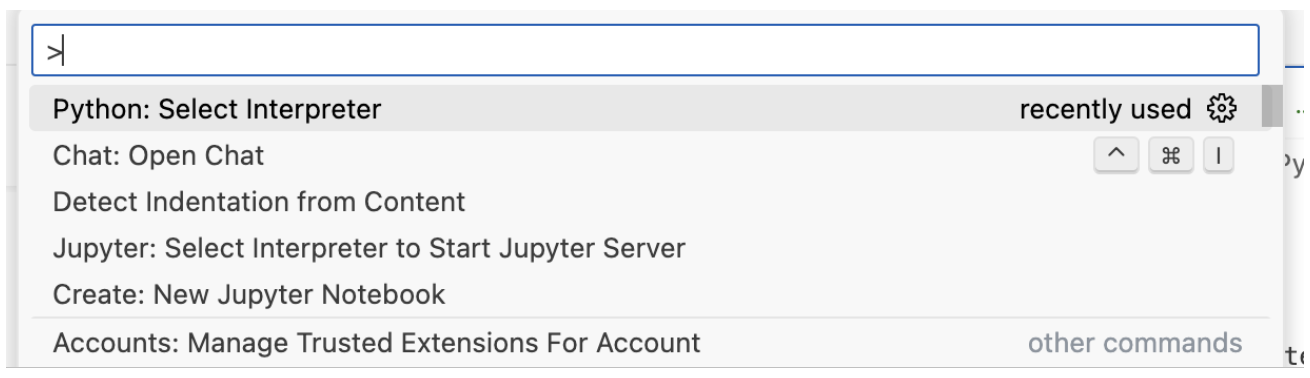 >
Python: Select Interpreter recently used
Chat: Open Chat ^ ⌘ I
Detect Indentation from Content
Jupyter: Select Interpreter to Start Jupyter Server
Create: New Jupyter Notebook
Accounts: Manage Trusted Extensions For Account other commands